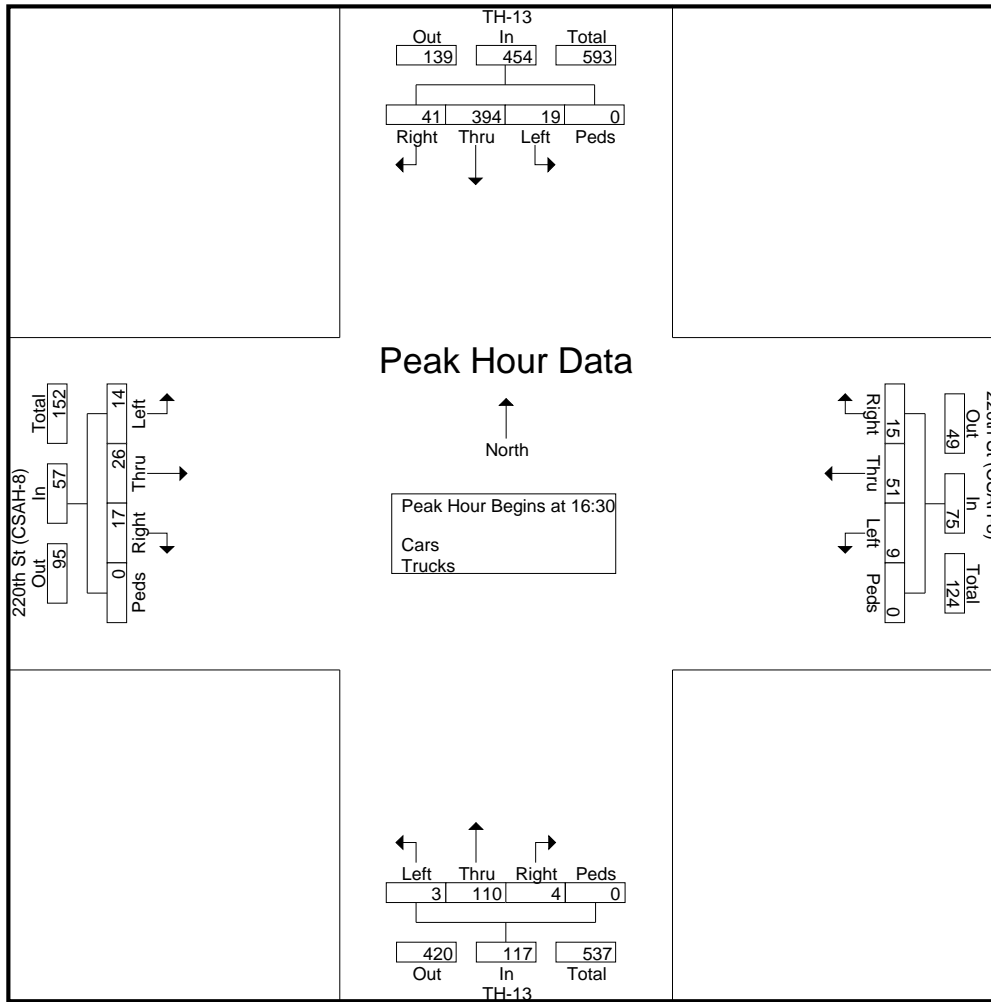 TH-13
Out In Total
139 454 593
41 394 19 0
Right Thru Left Peds
Peak Hour Data
North
Peak Hour Begins at 16:30
Cars
Trucks
220th St (CSAH-8)
Total In Out
152 57 95
14 26 17 0
Left Thru Right Peds
220th St (CSAH-8)
Out In Total
49 75 124
15 51 9 0
Right Thru Left Peds
Left Thru Right Peds
3 110 4 0
420 117 537
Out In Total
TH-13